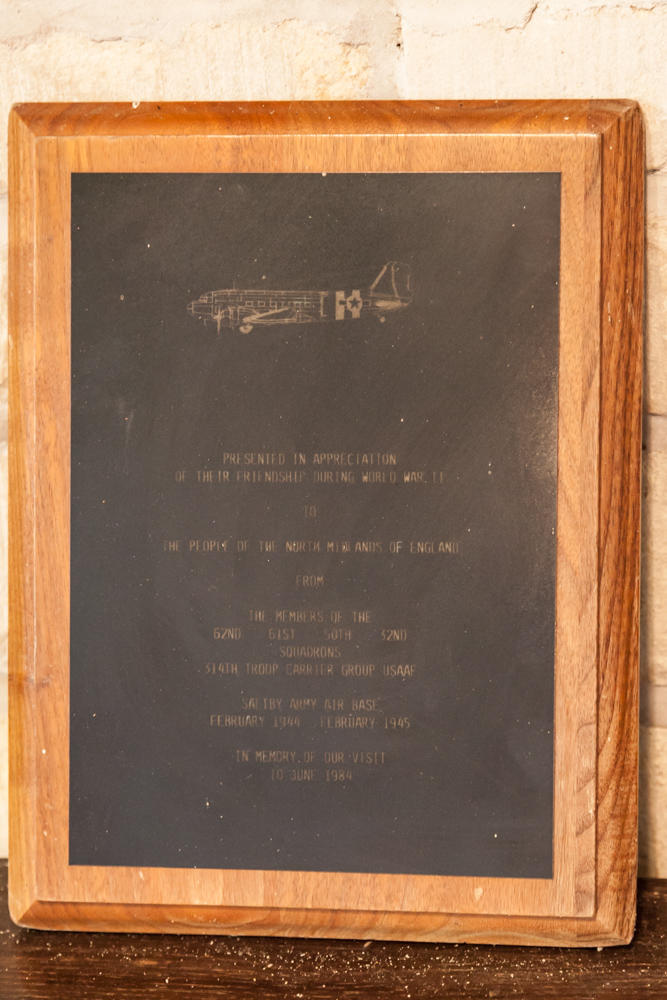 PRESENTED IN APPRECIATION
OF THEIR FRIENDSHIP DURING WORLD WAR II
TO
THE PEOPLE OF THE NORTH MIDLANDS OF ENGLAND
FROM
THE MEMBERS OF THE
62ND 61ST 50TH 32ND
SQUADRONS
314TH TROOP CARRIER GROUP USAAF
SALTBY ARMY AIR BASE
FEBRUARY 1944 FEBRUARY 1945
IN MEMORY OF OUR VISIT
10 JUNE 1984